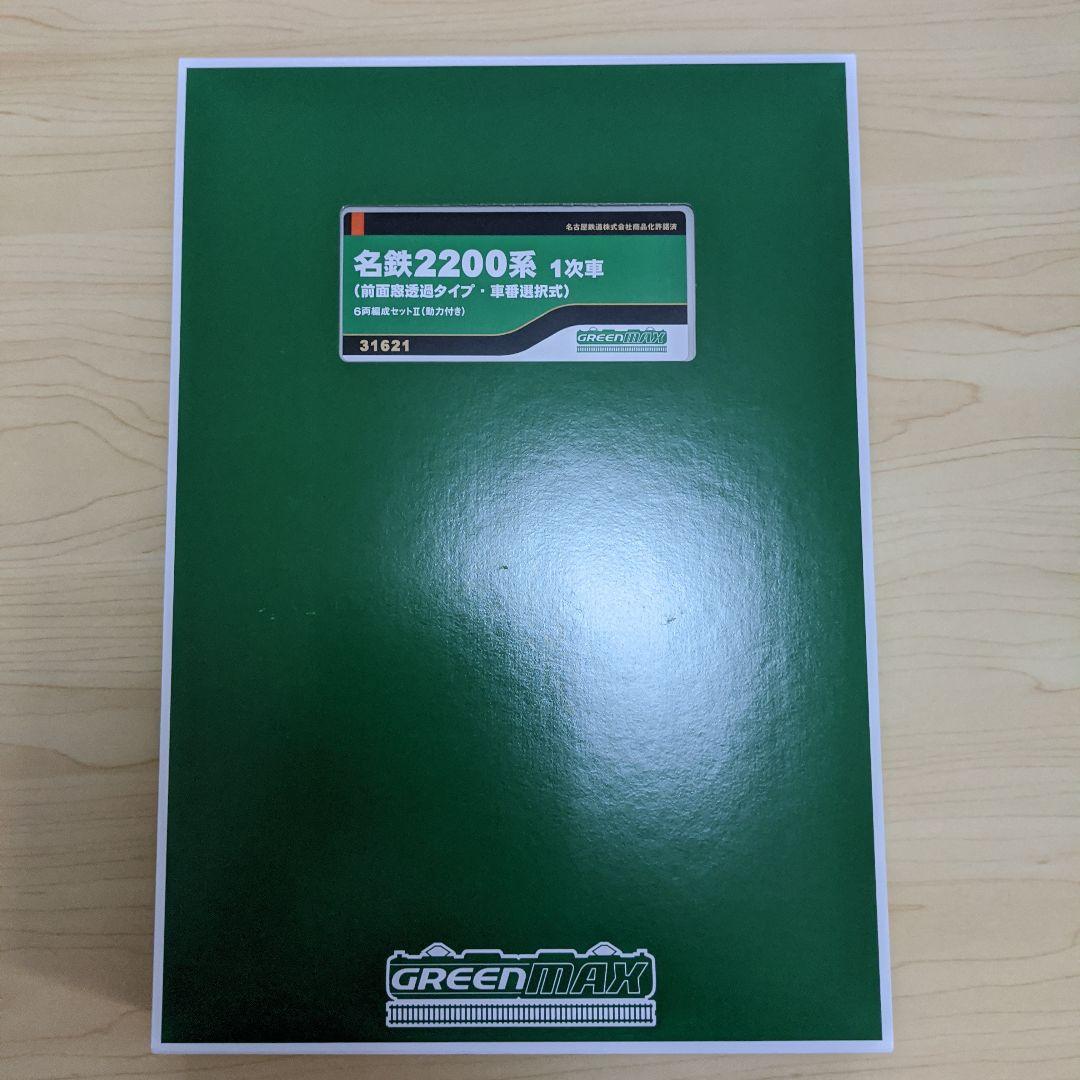 名古屋鉄道株式会社商品化許諾済
名鉄2200系 1次車
(前面窓透過タイプ・車番選択式)
6両編成セットⅡ(動力付き)
31621
GREENMAX
GREENMAX